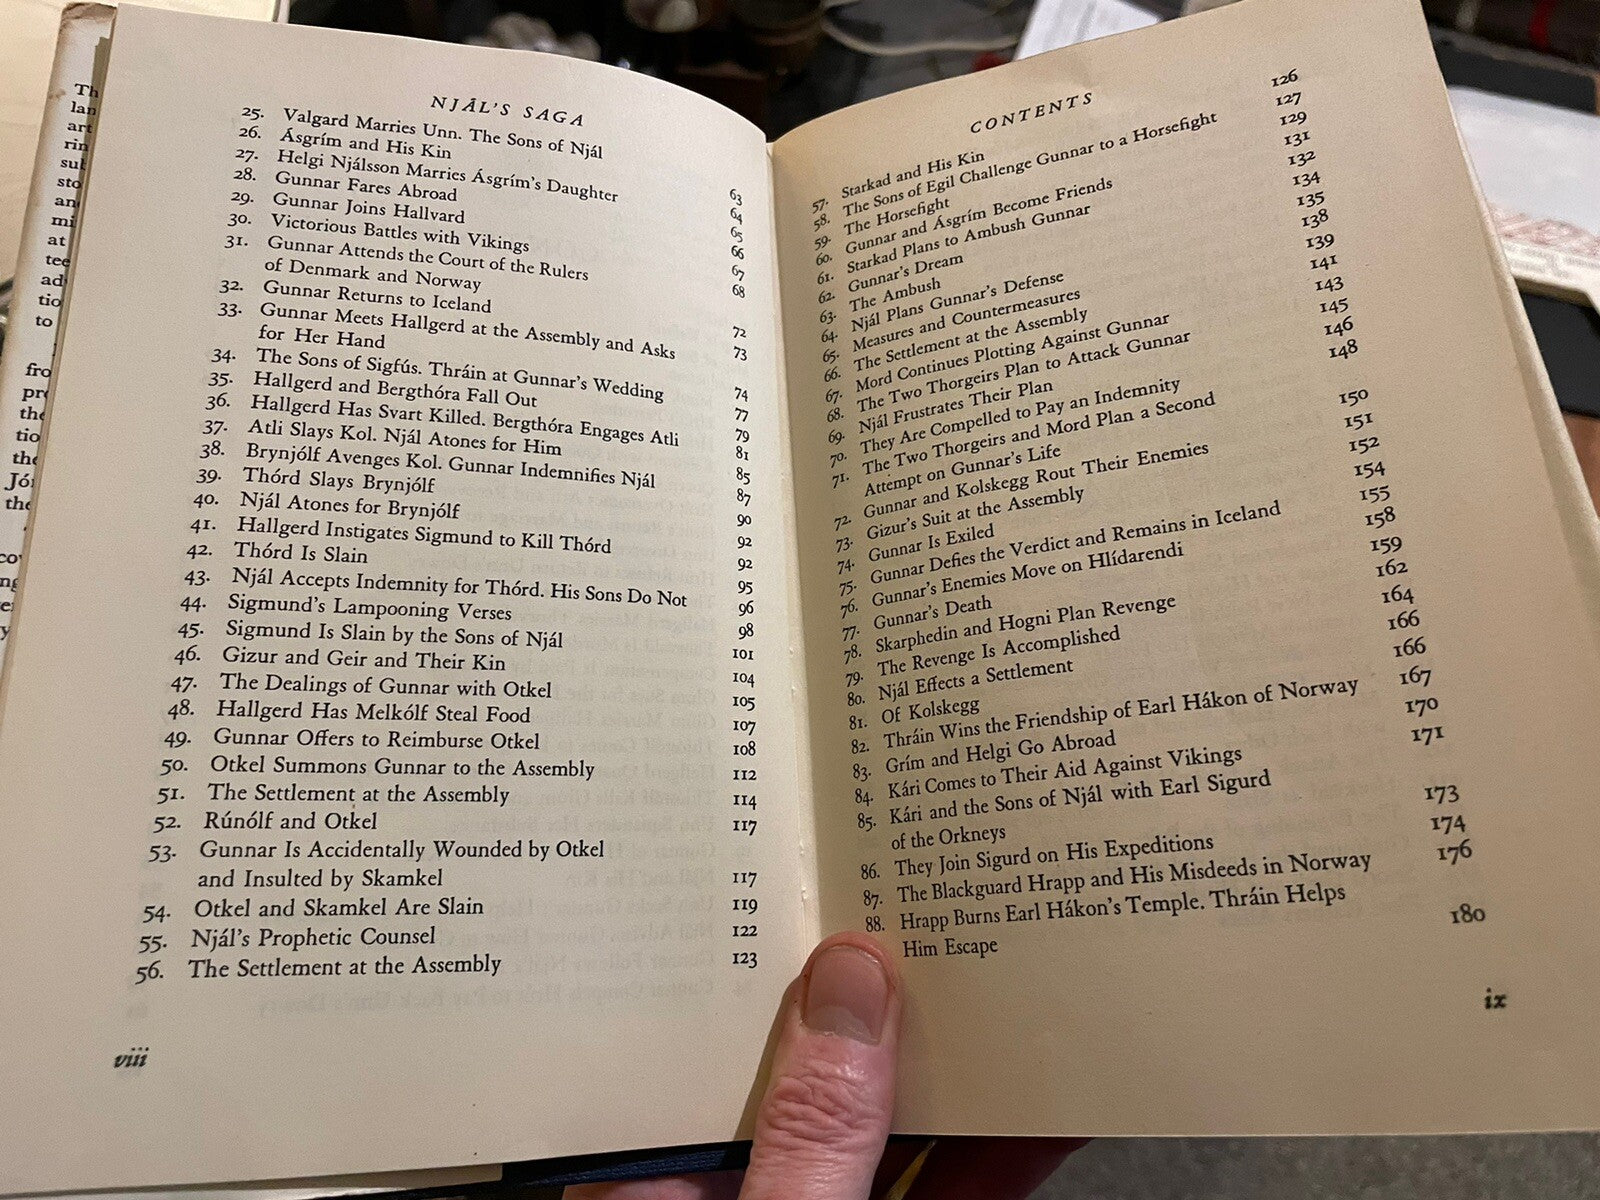 Th
lan
art
rin
sto
an
mi
at
tee
ad
tio
to
fro
the
tio
the
the
NJÁL'S SAGA
25. Valgard Marries Unn. The Sons of Njál 63
26. Ásgrím and His Kin 64
27. Helgi Njálsson Marries Ásgrím's Daughter 65
28. Gunnar Fares Abroad 66
29. Gunnar Joins Hallvard 67
30. Victorious Battles with Vikings 68
31. Gunnar Attends the Court of the Rulers
of Denmark and Norway 72
32. Gunnar Returns to Iceland 73
33. Gunnar Meets Hallgerd at the Assembly and Asks
for Her Hand 74
34. The Sons of Sigfús. Thráin at Gunnar's Wedding 77
35. Hallgerd and Bergthóra Fall Out 79
36. Hallgerd Has Svart Killed. Bergthóra Engages Atli 81
37. Atli Slays Kol. Njál Atones for Him 85
38. Brynjólf Avenges Kol. Gunnar Indemnifies Njál 87
39. Thórd Slays Brynjólf 90
40. Njál Atones for Brynjólf 92
41. Hallgerd Instigates Sigmund to Kill Thórd 92
42. Thórd Is Slain 95
43. Njál Accepts Indemnity for Thórd. His Sons Do Not 96
44. Sigmund's Lampooning Verses 98
45. Sigmund Is Slain by the Sons of Njál 101
46. Gizur and Geir and Their Kin 104
47. The Dealings of Gunnar with Otkel 105
48. Hallgerd Has Melkólf Steal Food 107
49. Gunnar Offers to Reimburse Otkel 108
50. Otkel Summons Gunnar to the Assembly 112
51. The Settlement at the Assembly 114
52. Rúnólf and Otkel 117
53. Gunnar Is Accidentally Wounded by Otkel
and Insulted by Skamkel 117
54. Otkel and Skamkel Are Slain 119
55. Njál's Prophetic Counsel 122
56. The Settlement at the Assembly 123
viii
CONTENTS
57. Starkad and His Kin 126
58. The Sons of Egil Challenge Gunnar to a Horsefight 127
59. The Horsefight 129
60. Gunnar and Ásgrím Become Friends 131
61. Starkad Plans to Ambush Gunnar 132
62. Gunnar's Dream 134
63. The Ambush 135
64. Njál Plans Gunnar's Defense 138
65. Measures and Countermeasures 139
66. The Settlement at the Assembly 141
67. Mord Continues Plotting Against Gunnar 143
68. The Two Thorgeirs Plan to Attack Gunnar 145
69. Njál Frustrates Their Plan 146
70. They Are Compelled to Pay an Indemnity 148
71. The Two Thorgeirs and Mord Plan a Second
Attempt on Gunnar's Life 150
72. Gunnar and Kolskegg Rout Their Enemies 151
73. Gizur's Suit at the Assembly 152
74. Gunnar Is Exiled 154
75. Gunnar Defies the Verdict and Remains in Iceland 155
76. Gunnar's Enemies Move on Hlídarendi 158
77. Gunnar's Death 159
78. Skarphedin and Hogni Plan Revenge 162
79. The Revenge Is Accomplished 164
80. Njál Effects a Settlement 166
81. Of Kolskegg 166
82. Thráin Wins the Friendship of Earl Hákon of Norway 167
83. Grím and Helgi Go Abroad 170
84. Kári Comes to Their Aid Against Vikings 171
85. Kári and the Sons of Njál with Earl Sigurd
of the Orkneys 173
86. They Join Sigurd on His Expeditions 174
87. The Blackguard Hrapp and His Misdeeds in Norway 176
88. Hrapp Burns Earl Hákon's Temple. Thráin Helps
Him Escape 180
ix